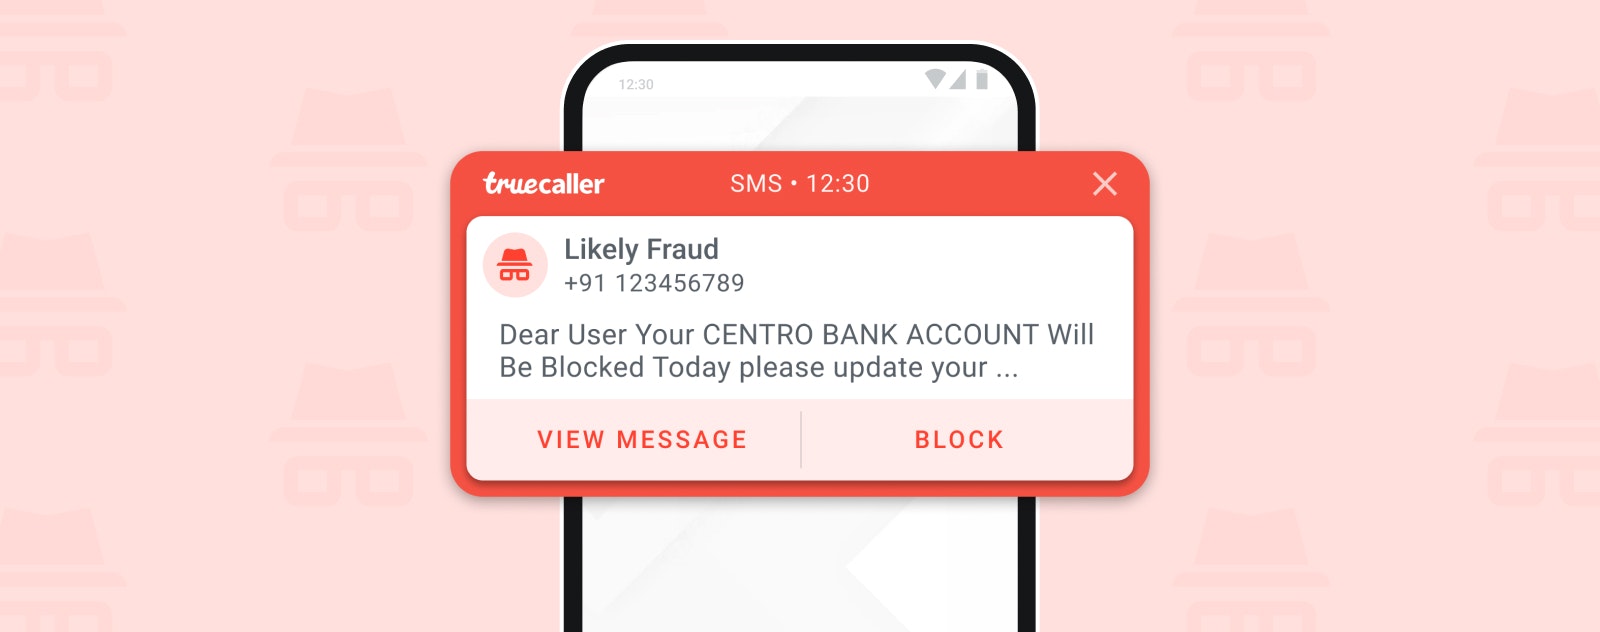 12:30
truecaller
SMS • 12:30
Likely Fraud
+91 123456789
Dear User Your CENTRO BANK ACCOUNT Will
Be Blocked Today please update your ...
VIEW MESSAGE
BLOCK